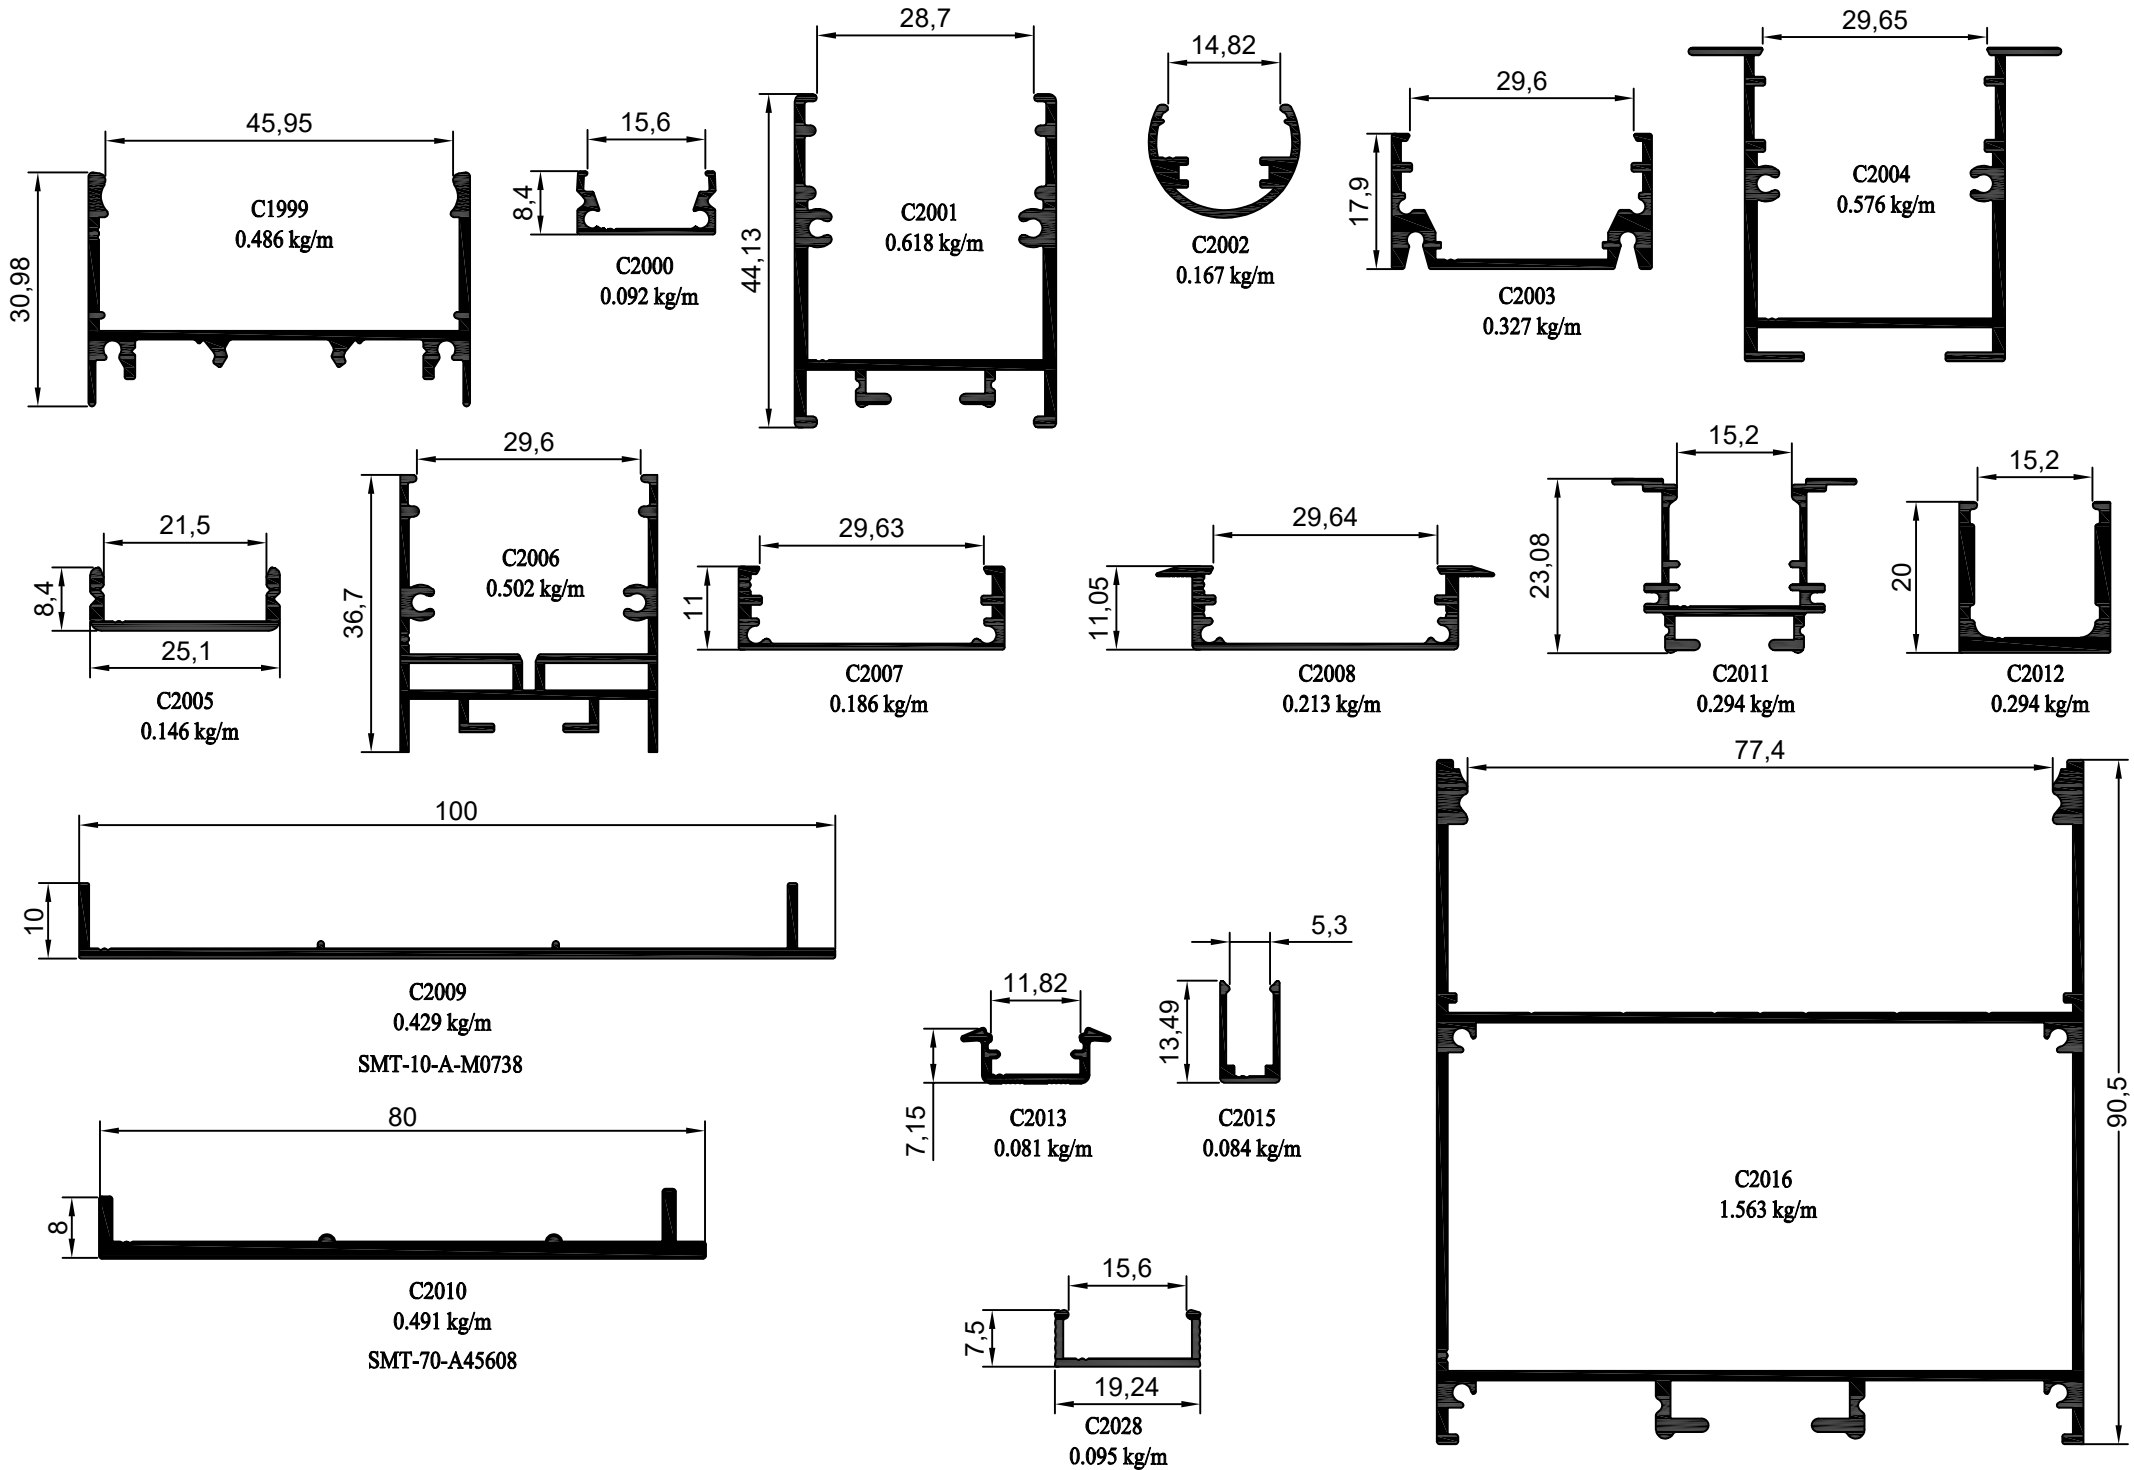 45,95
30,98
C1999
0.486 kg/m
15,6
8,4
C2000
0.092 kg/m
28,7
44,13
C2001
0.618 kg/m
14,82
C2002
0.167 kg/m
29,6
17,9
C2003
0.327 kg/m
29,65
C2004
0.576 kg/m
21,5
8,4
25,1
C2005
0.146 kg/m
29,6
36,7
C2006
0.502 kg/m
29,63
11
C2007
0.186 kg/m
29,64
11,05
C2008
0.213 kg/m
15,2
23,08
C2011
0.294 kg/m
15,2
20
C2012
0.294 kg/m
100
10
C2009
0.429 kg/m
SMT-10-A-M0738
80
8
C2010
0.491 kg/m
SMT-70-A45608
11,82
7,15
C2013
0.081 kg/m
5,3
13,49
C2015
0.084 kg/m
77,4
90,5
C2016
1.563 kg/m
15,6
7,5
19,24
C2028
0.095 kg/m